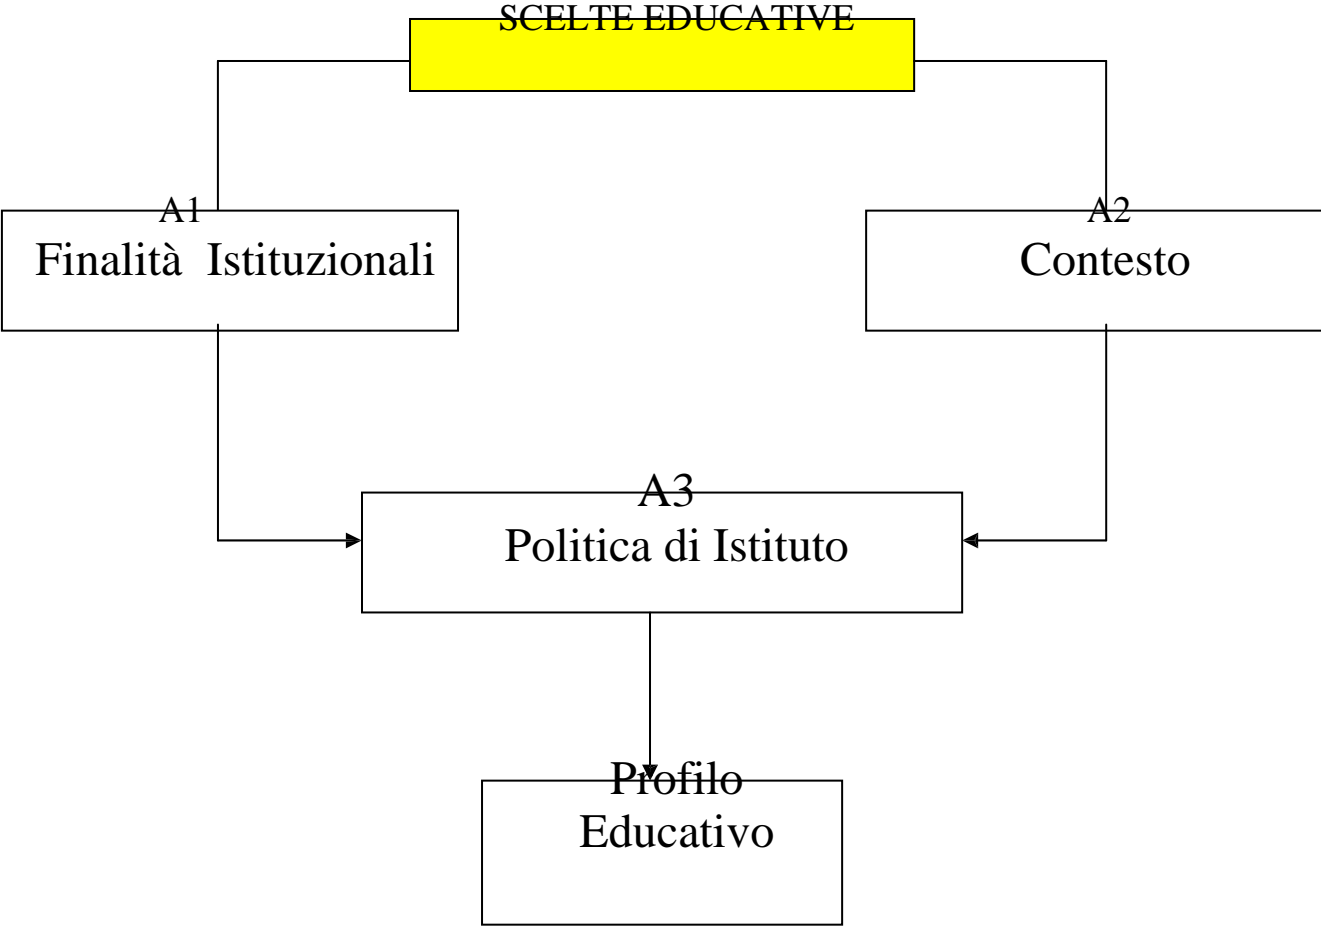 SCELTE EDUCATIVE
A1
Finalità Istituzionali
A2
Contesto
A3
Politica di Istituto
Profilo
Educativo